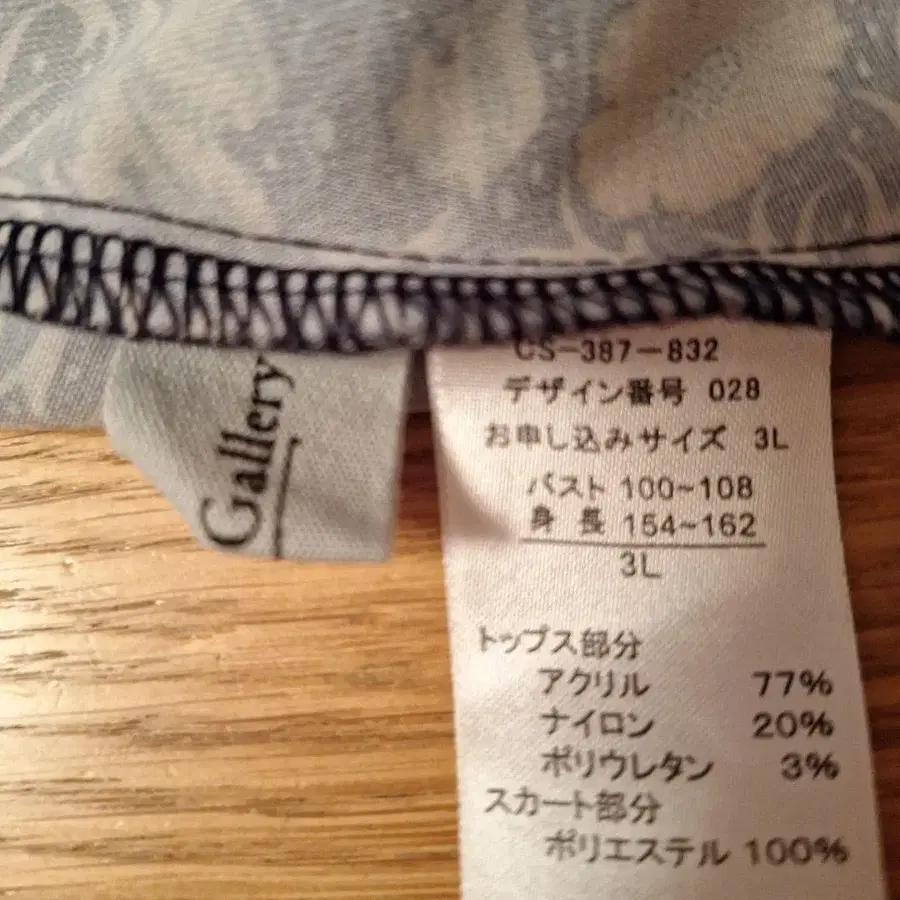 Gallery
CS-387-832
デザイン番号 028
お申し込みサイズ 3L
バスト 100~108
身長 154~162
3L
トップス部分
アクリル 77%
ナイロン 20%
ポリウレタン 3%
スカート部分
ポリエステル 100%